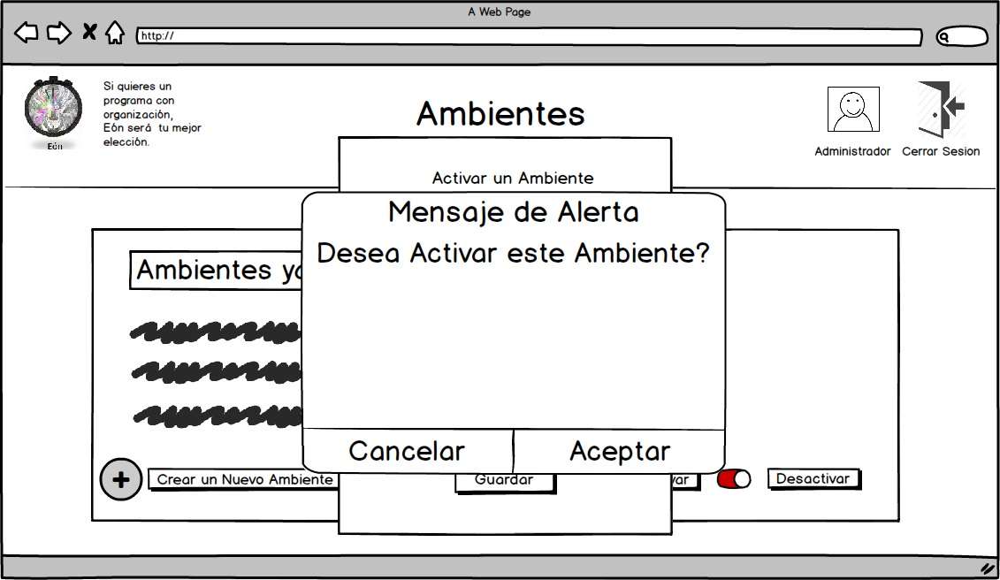 A Web Page
http://
Si quieres un
programa con
organización,
Eón será tu mejor
elección.
Eón
Ambientes
Administrador
Cerrar Sesion
Activar un Ambiente
Mensaje de Alerta
Desea Activar este Ambiente?
Ambientes
Cancelar
Aceptar
Crear un Nuevo Ambiente
Guardar
Desactivar